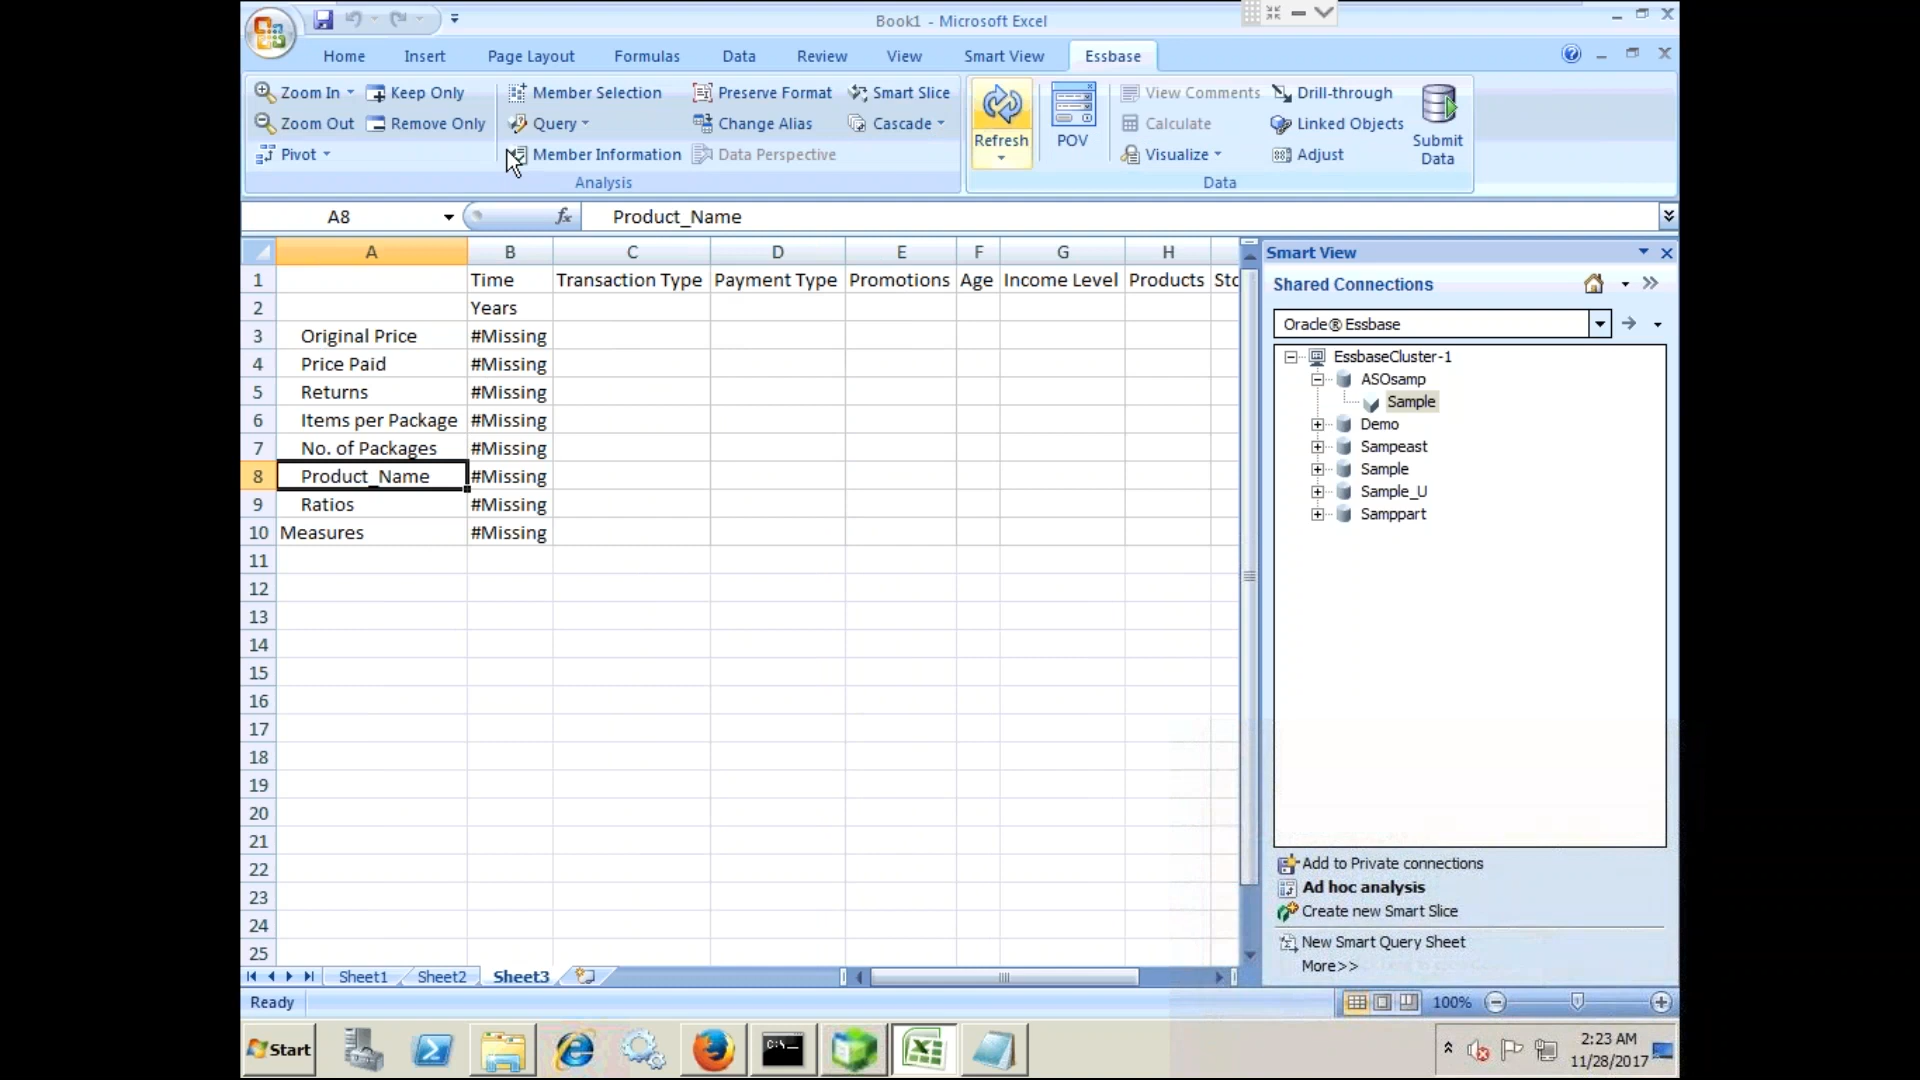 Book1 - Microsoft Excel
Home Insert Page Layout Formulas Data Review View Smart View Essbase
Zoom In Keep Only Member Selection Preserve Format Smart Slice View Comments Drill-through
Zoom Out Remove Only Query Change Alias Cascade Refresh POV Calculate Linked Objects Submit Data
Pivot Member Information Data Perspective Visualize Adjust
Analysis Data
A8 fx Product_Name
A B C D E F G H
1 Time Transaction Type Payment Type Promotions Age Income Level Products Sto
2 Years
3 Original Price #Missing
4 Price Paid #Missing
5 Returns #Missing
6 Items per Package #Missing
7 No. of Packages #Missing
8 Product_Name #Missing
9 Ratios #Missing
10 Measures #Missing
11
12
13
14
15
16
17
18
19
20
21
22
23
24
25
Smart View
Shared Connections
Oracle® Essbase
EssbaseCluster-1
ASOsamp
Sample
Demo
Sampeast
Sample
Sample_U
Samppart
Add to Private connections
Ad hoc analysis
Create new Smart Slice
New Smart Query Sheet
More>>
Sheet1 Sheet2 Sheet3
Ready 100%
Start C:\_ 2:23 AM
11/28/2017